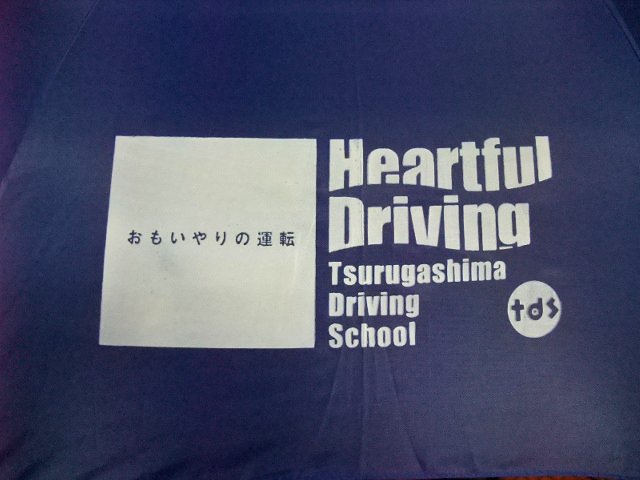 おもいやりの運転
Heartful
Driving
Tsurugashima
Driving
School
tds